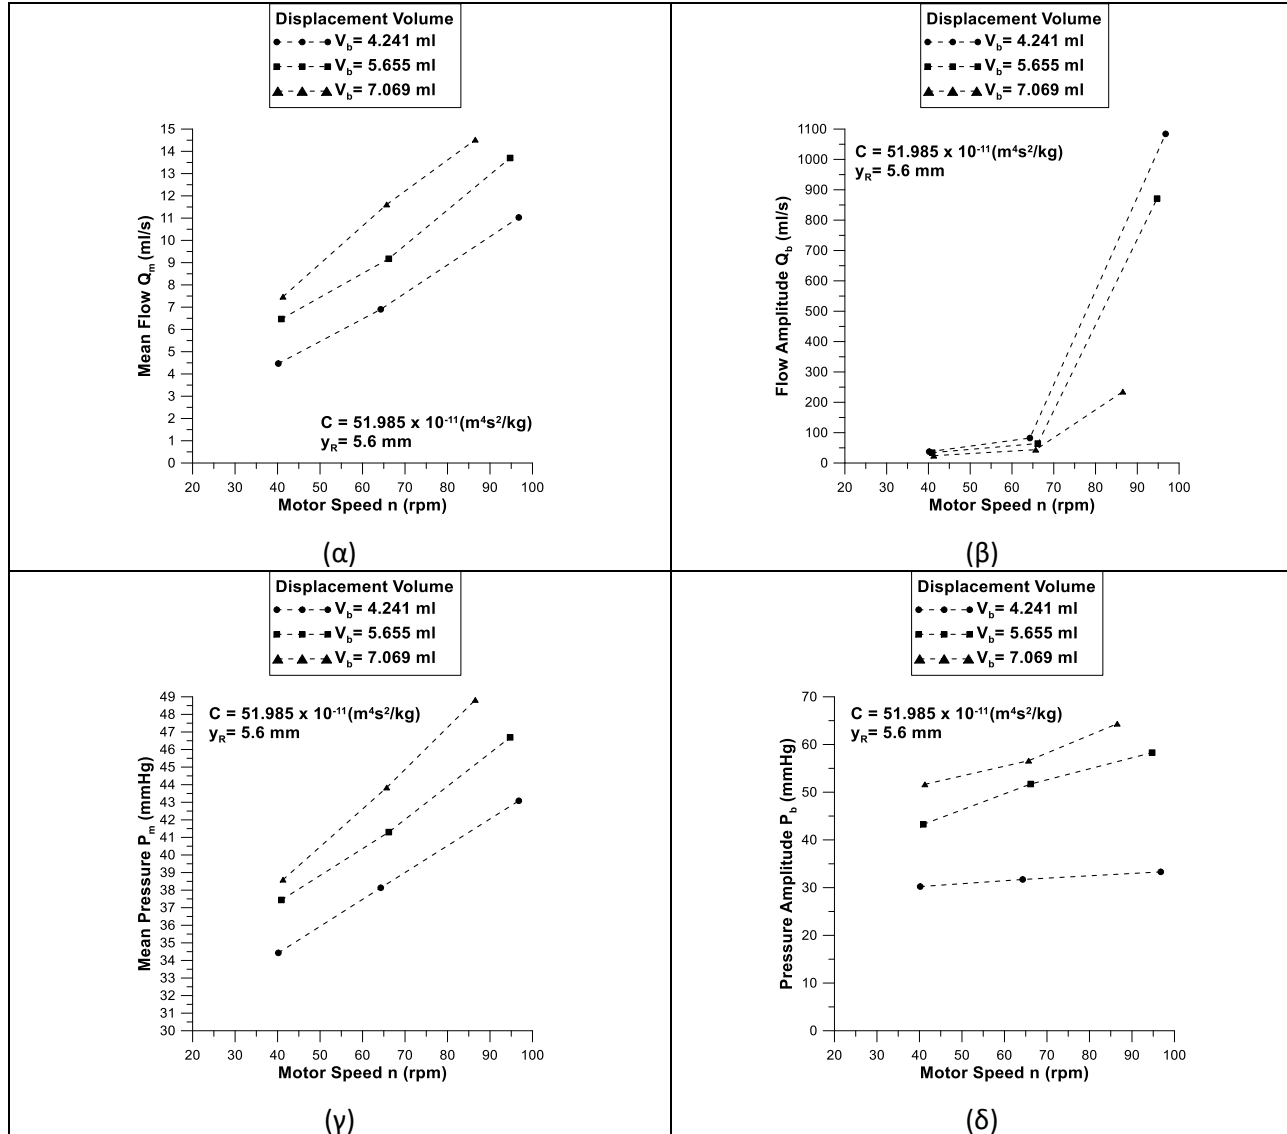 Displacement Volume
V_b= 4.241 ml
V_b= 5.655 ml
V_b= 7.069 ml
15
14
13
12
11
10
9
8
7
6
5
4
3
2
1
0
Mean Flow Q_m (ml/s)
C = 51.985 x 10^-11(m^4s^2/kg)
y_R= 5.6 mm
20 30 40 50 60 70 80 90 100
Motor Speed n (rpm)
(α)
Displacement Volume
V_b= 4.241 ml
V_b= 5.655 ml
V_b= 7.069 ml
1100
1000
900
800
700
600
500
400
300
200
100
0
Flow Amplitude Q_b (ml/s)
C = 51.985 x 10^-11(m^4s^2/kg)
y_R= 5.6 mm
20 30 40 50 60 70 80 90 100
Motor Speed n (rpm)
(β)
Displacement Volume
V_b= 4.241 ml
V_b= 5.655 ml
V_b= 7.069 ml
49
48
47
46
45
44
43
42
41
40
39
38
37
36
35
34
33
32
31
30
Mean Pressure P_m (mmHg)
C = 51.985 x 10^-11(m^4s^2/kg)
y_R= 5.6 mm
20 30 40 50 60 70 80 90 100
Motor Speed n (rpm)
(γ)
Displacement Volume
V_b= 4.241 ml
V_b= 5.655 ml
V_b= 7.069 ml
70
60
50
40
30
20
10
0
Pressure Amplitude P_b (mmHg)
C = 51.985 x 10^-11(m^4s^2/kg)
y_R= 5.6 mm
20 30 40 50 60 70 80 90 100
Motor Speed n (rpm)
(δ)